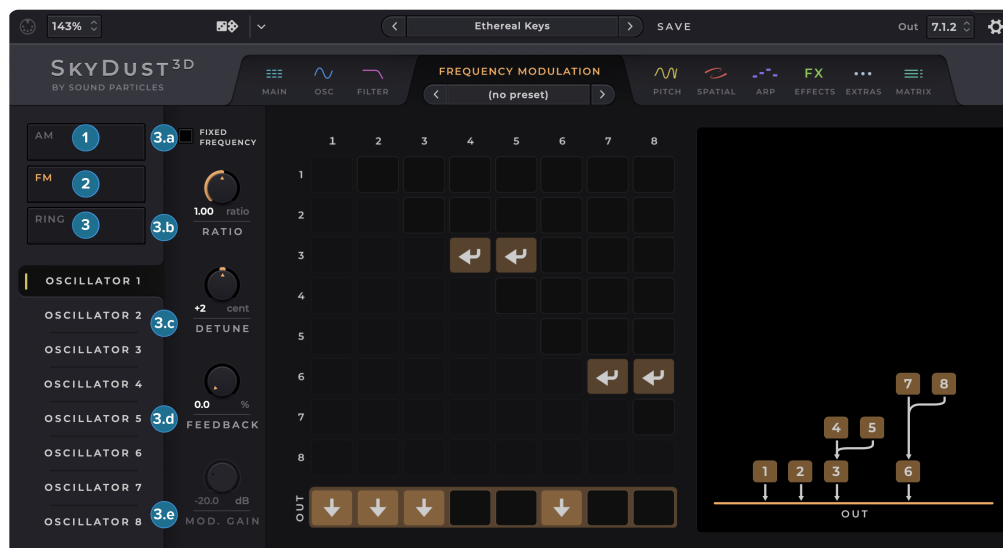 143%
Ethereal Keys
SAVE
Out 7.1.2
SKYDUST3D
BY SOUND PARTICLES
MAIN
OSC
FILTER
FREQUENCY MODULATION
(no preset)
PITCH
SPATIAL
ARP
FX
EFFECTS
EXTRAS
MATRIX
AM 1
FM 2
RING 3
OSCILLATOR 1
OSCILLATOR 2
OSCILLATOR 3
OSCILLATOR 4
OSCILLATOR 5
OSCILLATOR 6
OSCILLATOR 7
OSCILLATOR 8
3.a FIXED
FREQUENCY
1.00 ratio
3.b RATIO
+2 cent
3.c DETUNE
0.0 %
3.d FEEDBACK
-20.0 dB
3.e MOD. GAIN
1 2 3 4 5 6 7 8
1
2
3
4
5
6
7
8
OUT
7 8
4 5
1 2 3 6
OUT